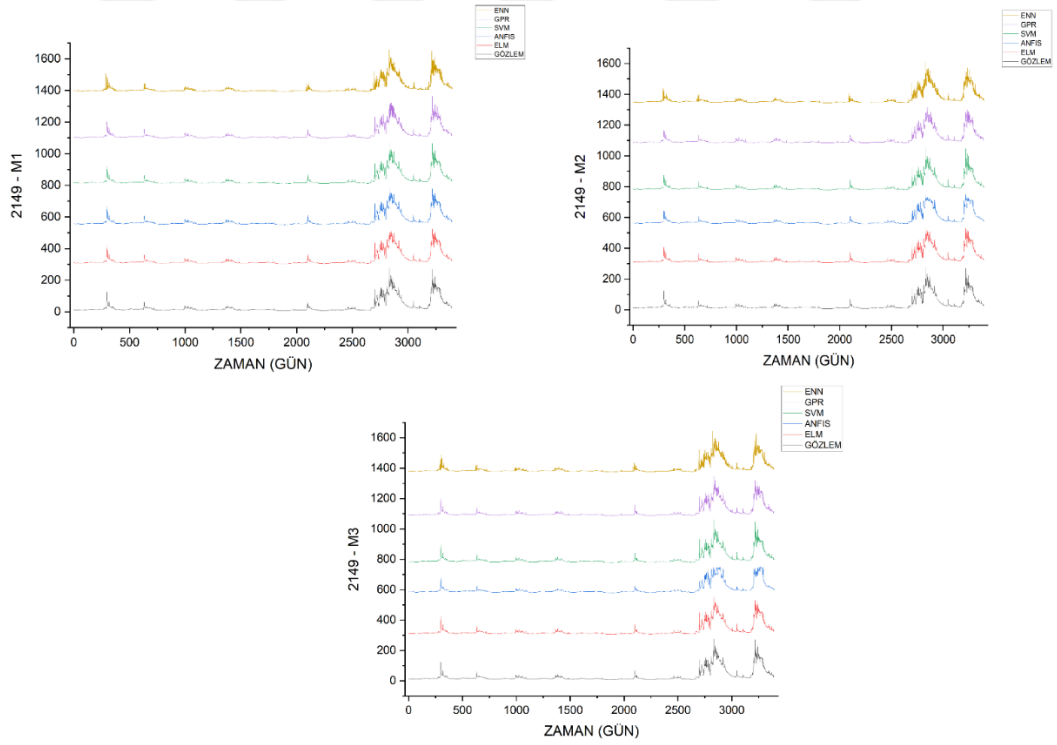 ENN
GPR
SVM
ANFIS
ELM
GÖZLEM
1600
1400
1200
1000
800
600
400
200
0
2149 - M1
0 500 1000 1500 2000 2500 3000
ZAMAN (GÜN)
ENN
GPR
SVM
ANFIS
ELM
GÖZLEM
1400
1200
1000
800
600
400
200
0
2149 - M2
0 500 1000 1500 2000 2500 3000
ZAMAN (GÜN)
ENN
GPR
SVM
ANFIS
ELM
GÖZLEM
1600
1400
1200
1000
800
600
400
200
0
2149 - M3
0 500 1000 1500 2000 2500 3000
ZAMAN (GÜN)